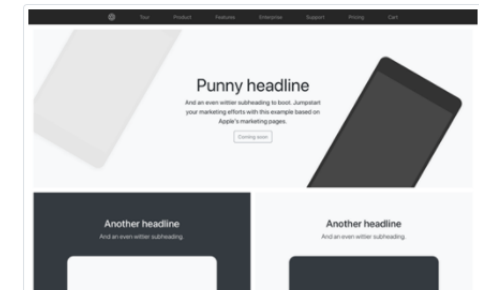 Tour Product Features Enterprise Support Pricing Cart
Punny headline
And an even wittier subheading to boot. Jumpstart
your marketing efforts with this example based on
Apple's marketing pages.
Coming soon
Another headline
And an even wittier subheading.
Another headline
And an even wittier subheading.